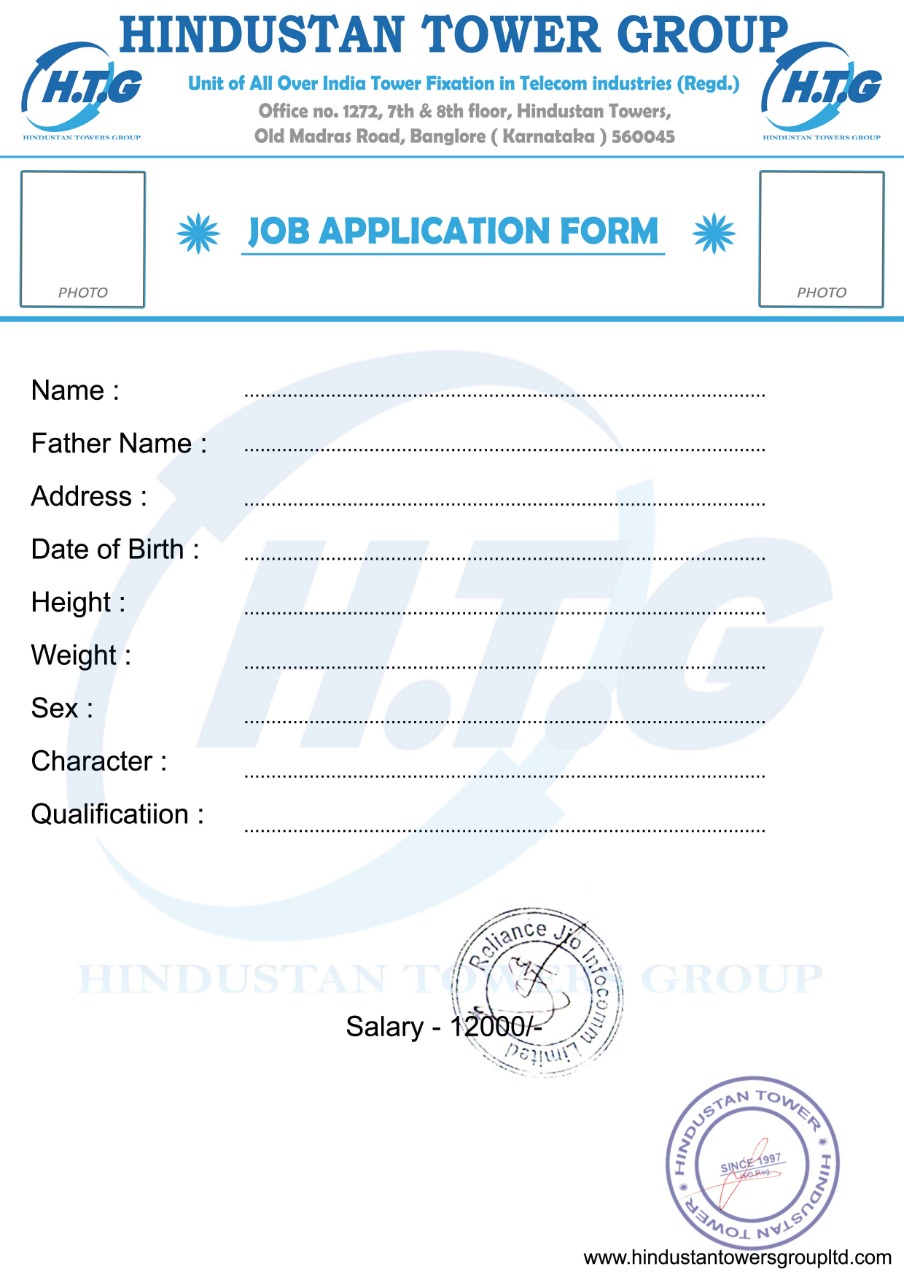 HINDUSTAN TOWER GROUP
H.T.G
HINDUSTAN TOWERS GROUP
Unit of All Over India Tower Fixation in Telecom industries (Regd.)
Office no. 1272, 7th & 8th floor, Hindustan Towers,
Old Madras Road, Banglore ( Karnataka ) 560045
H.T.G
HINDUSTAN TOWERS GROUP
PHOTO
JOB APPLICATION FORM
PHOTO
Name :
Father Name :
Address :
Date of Birth :
Height :
Weight :
Sex :
Character :
Qualificatiion :
H.T.G
HINDUSTAN TOWERS GROUP
Reliance Jio Infocomm Limited
Salary - 12000/-
HINDUSTAN TOWER * HINDUSTAN TOWER *
SINCE 1997
www.hindustantowersgroupltd.com